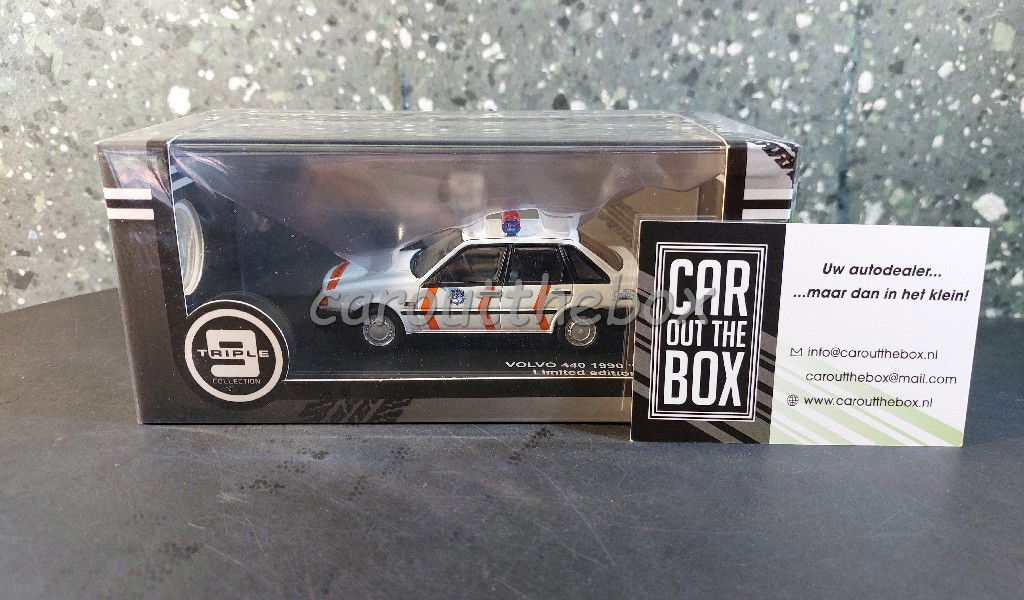 caroutthebox
TRIPLE
9
COLLECTION
VOLVO 440 1990
Limited edition
CAR
OUT THE
BOX
Uw autodealer...
...maar dan in het klein!
info@caroutthebox.nl
caroutthebox@mail.com
www.caroutthebox.nl